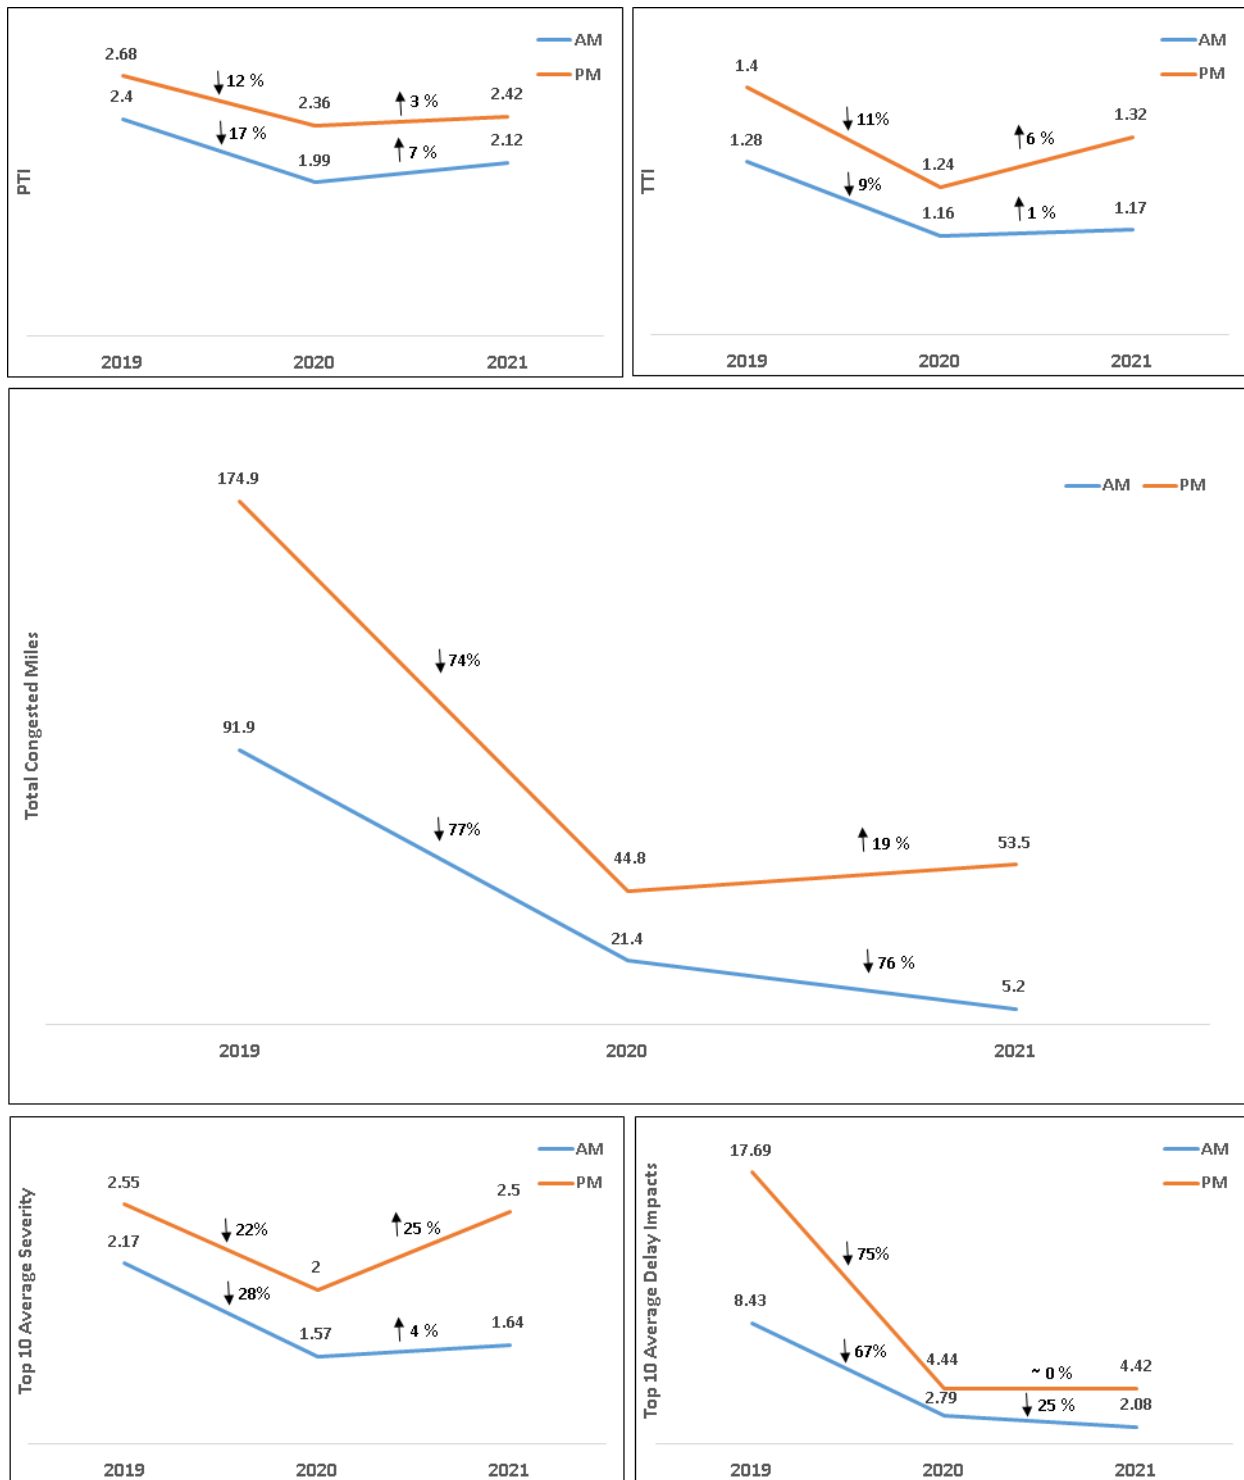 AM
PM
2.68
2.4
12 %
17 %
2.36
1.99
3 %
7 %
2.42
2.12
PTI
2019 2020 2021
AM
PM
1.4
1.28
11%
9%
1.24
1.16
6 %
1 %
1.32
1.17
TTI
2019 2020 2021
AM PM
174.9
91.9
74%
77%
44.8
21.4
19 %
76 %
53.5
5.2
Total Congested Miles
2019 2020 2021
AM
PM
2.55
2.17
22%
28%
2
1.57
25 %
4 %
2.5
1.64
Top 10 Average Severity
2019 2020 2021
AM
PM
17.69
8.43
75%
67%
4.44
2.79
~ 0 %
25 %
4.42
2.08
Top 10 Average Delay Impacts
2019 2020 2021